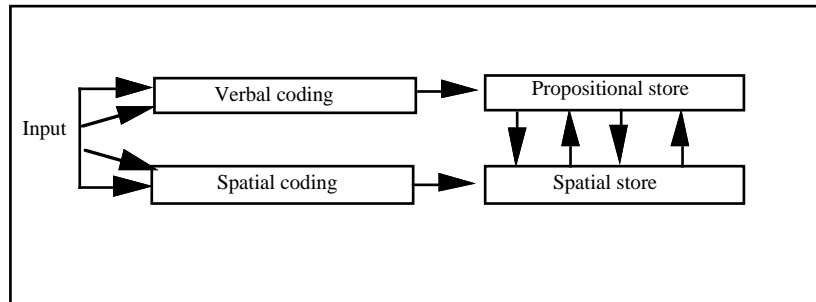 Verbal coding
Propositional store
Input
Spatial coding
Spatial store